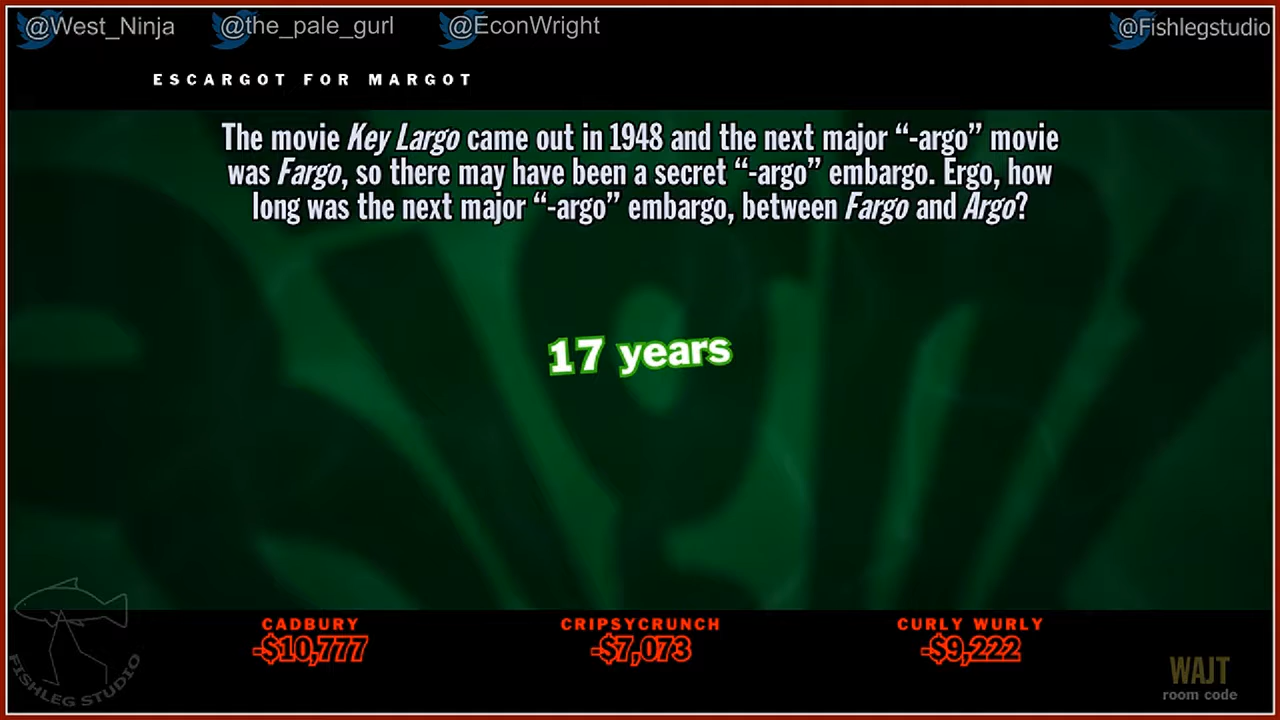 @West_Ninja @the_pale_gurl @EconWright @Fishlegstudio
ESCARGOT FOR MARGOT
The movie Key Largo came out in 1948 and the next major “-argo” movie
was Fargo, so there may have been a secret “-argo” embargo. Ergo, how
long was the next major “-argo” embargo, between Fargo and Argo?
17 years
CADBURY CRIPSYCRUNCH CURLY WURLY
-$10,777 -$7,073 -$9,222
FISHLEG STUDIO
WAJT
room code